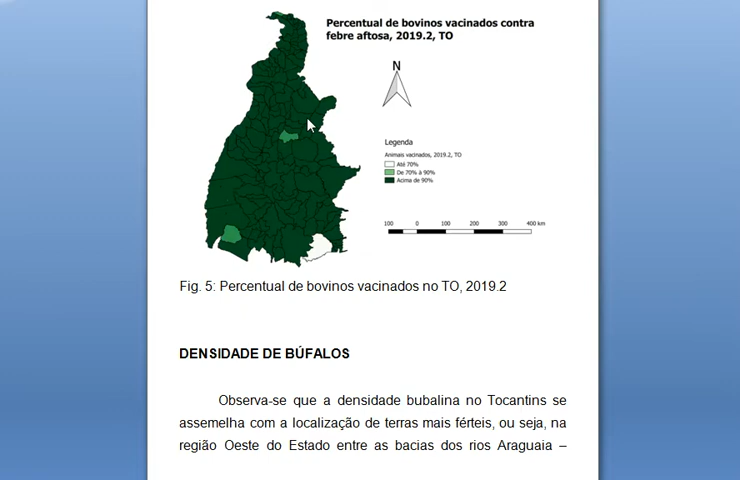 Percentual de bovinos vacinados contra
febre aftosa, 2019.2, TO
N
Legenda
Animais vacinados, 2019.2, TO
Até 70%
De 70% à 90%
Acima de 90%
100 0 100 200 300 400 km
Fig. 5: Percentual de bovinos vacinados no TO, 2019.2
DENSIDADE DE BÚFALOS
Observa-se que a densidade bubalina no Tocantins se
assemelha com a localização de terras mais férteis, ou seja, na
região Oeste do Estado entre as bacias dos rios Araguaia –